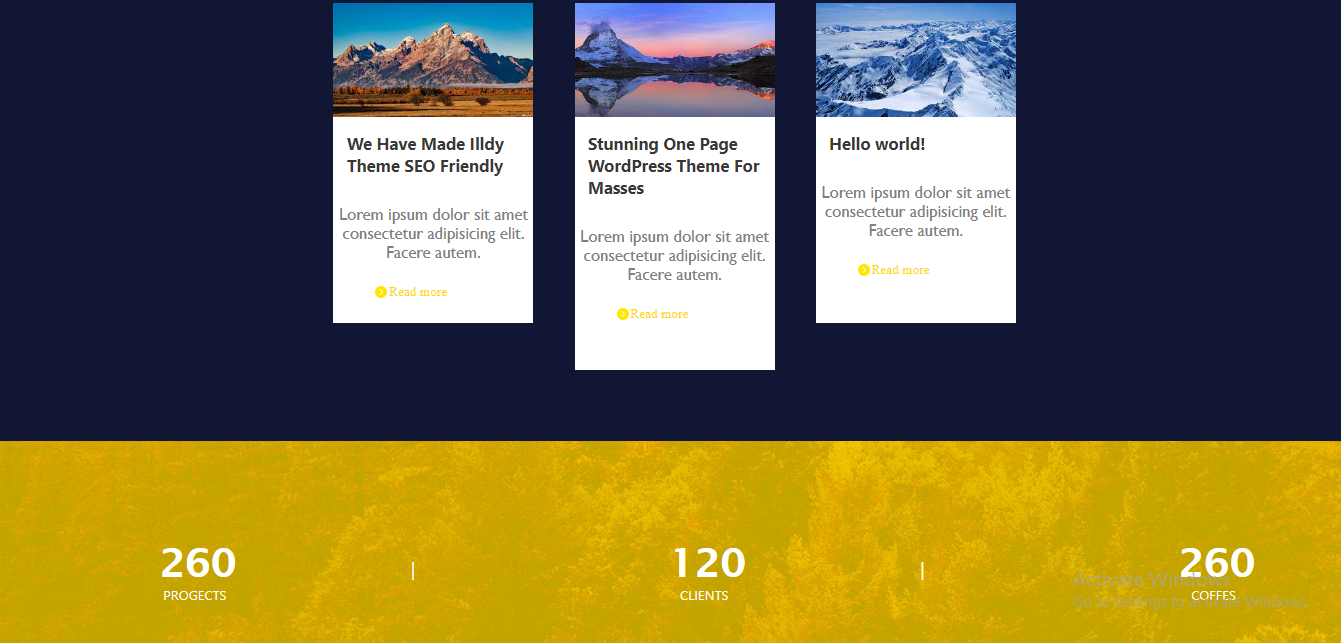 We Have Made Illdy
Theme SEO Friendly
Lorem ipsum dolor sit amet
consectetur adipisicing elit.
Facere autem.
Read more
Stunning One Page
WordPress Theme For
Masses
Lorem ipsum dolor sit amet
consectetur adipisicing elit.
Facere autem.
Read more
Hello world!
Lorem ipsum dolor sit amet
consectetur adipisicing elit.
Facere autem.
Read more
260
PROGECTS
|
120
CLIENTS
|
260
COFFES
Activate Windows
Go to Settings to activate Windows.